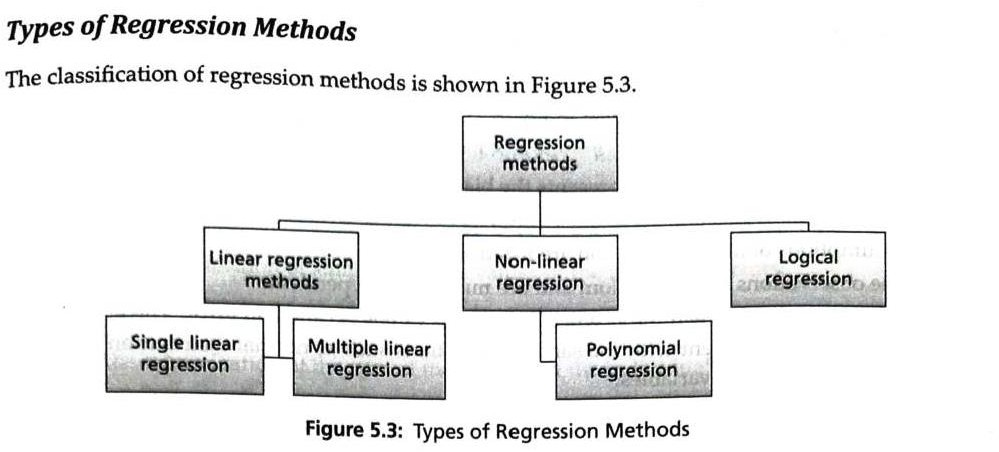 Types of Regression Methods
The classification of regression methods is shown in Figure 5.3.
Regression
methods
Linear regression
methods
Non-linear
regression
Logical
regression
Single linear
regression
Multiple linear
regression
Polynomial
regression
Figure 5.3: Types of Regression Methods